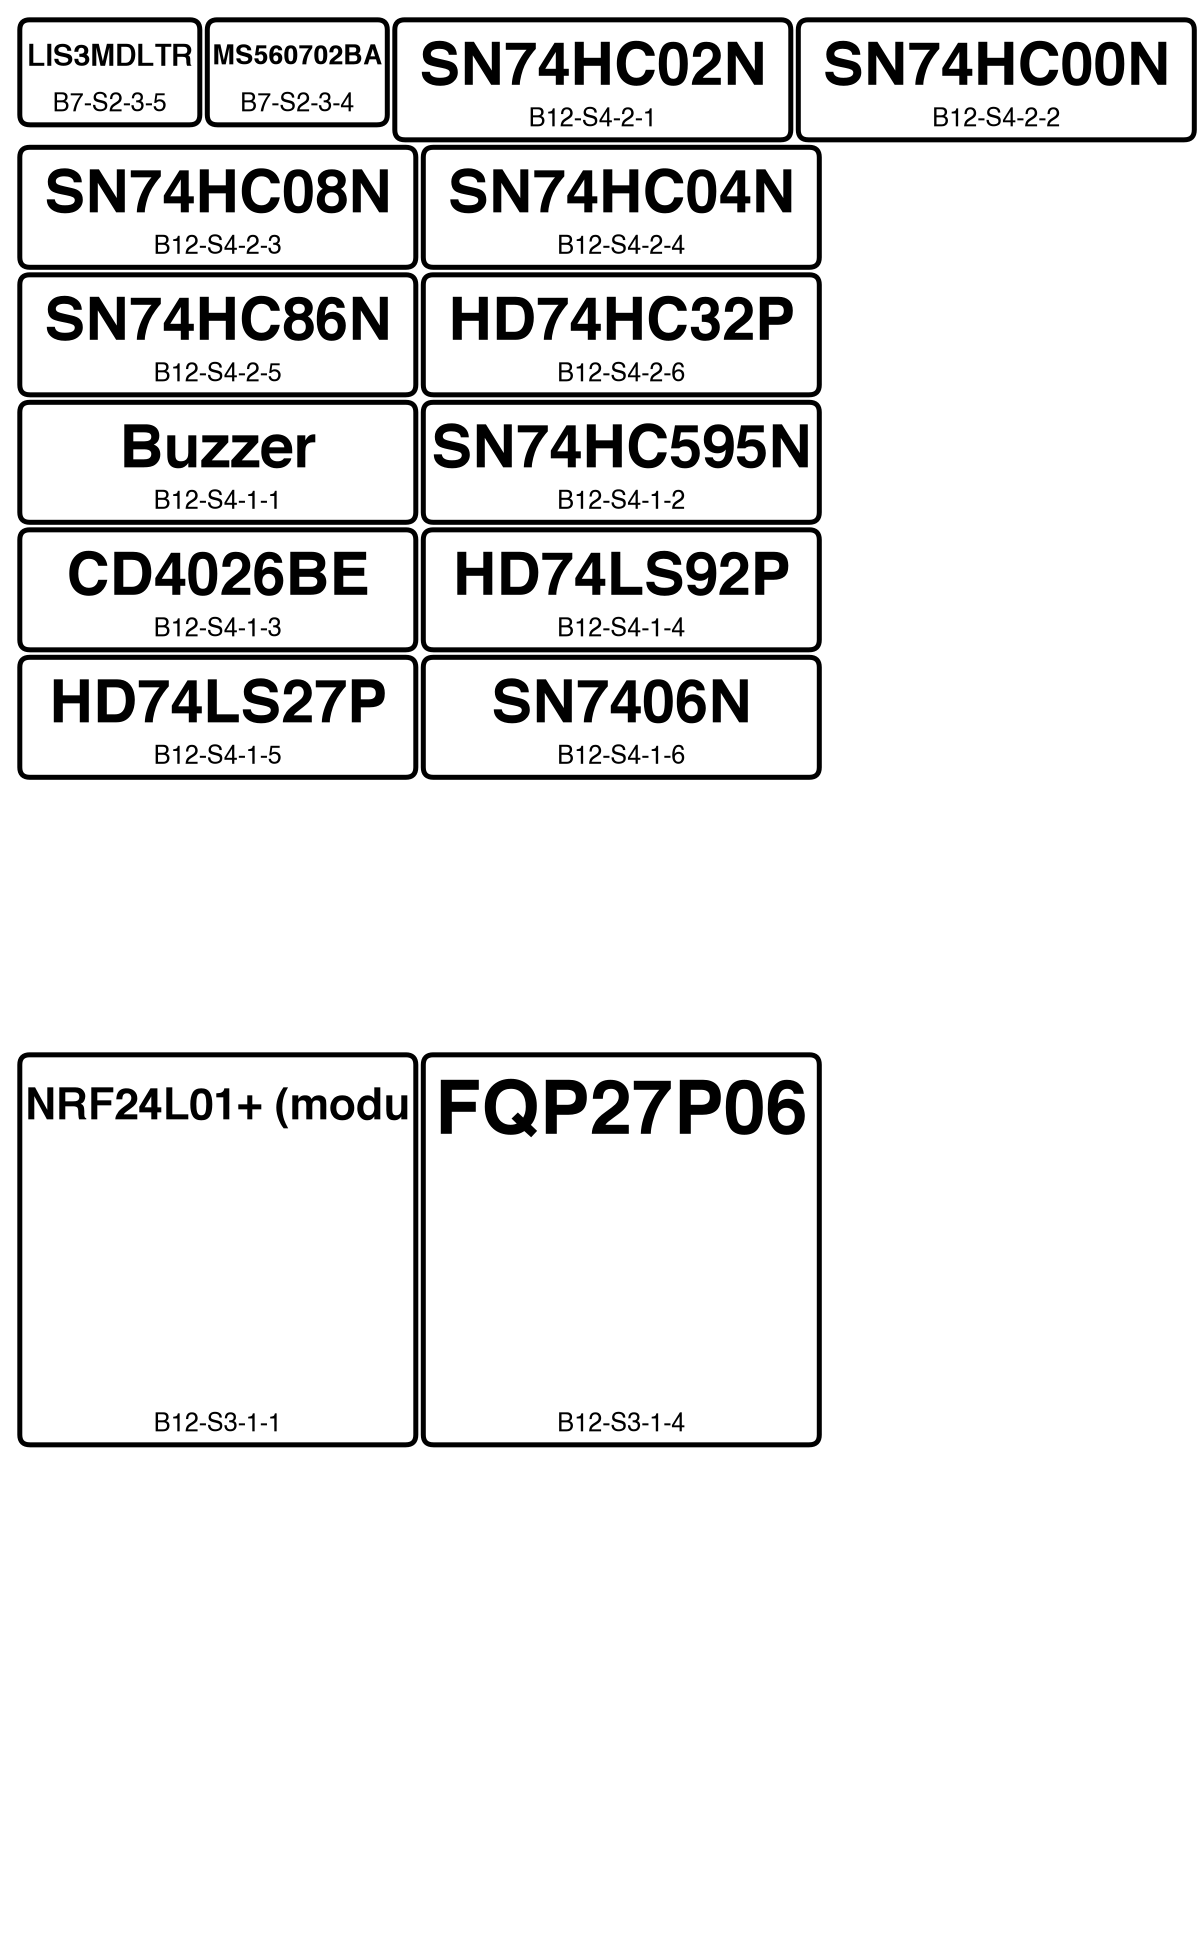 LIS3MDLTR
B7-S2-3-5
MS560702BA
B7-S2-3-4
SN74HC02N
B12-S4-2-1
SN74HC00N
B12-S4-2-2
SN74HC08N
B12-S4-2-3
SN74HC04N
B12-S4-2-4
SN74HC86N
B12-S4-2-5
HD74HC32P
B12-S4-2-6
Buzzer
B12-S4-1-1
SN74HC595N
B12-S4-1-2
CD4026BE
B12-S4-1-3
HD74LS92P
B12-S4-1-4
HD74LS27P
B12-S4-1-5
SN7406N
B12-S4-1-6
NRF24L01+ (modu
B12-S3-1-1
FQP27P06
B12-S3-1-4